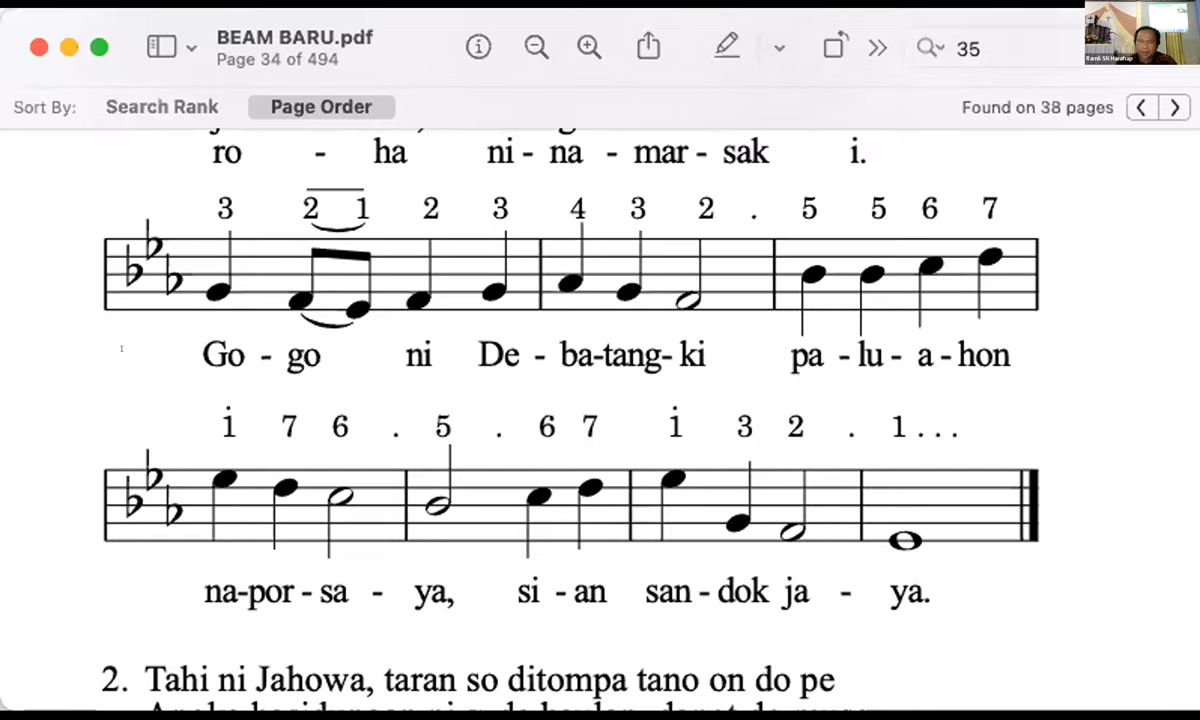 BEAM BARU.pdf
Page 34 of 494
35
Ramli SN Harahap
Sort By: Search Rank Page Order Found on 38 pages
ro - ha ni - na - mar - sak i.
3 2 1 2 3 4 3 2 . 5 5 6 7
Go - go ni De - ba-tang- ki pa - lu - a - hon
i 7 6 . 5 . 6 7 i 3 2 . 1 . . .
na-por - sa - ya, si - an san - dok ja - ya.
2. Tahi ni Jahowa, taran so ditompa tano on do pe